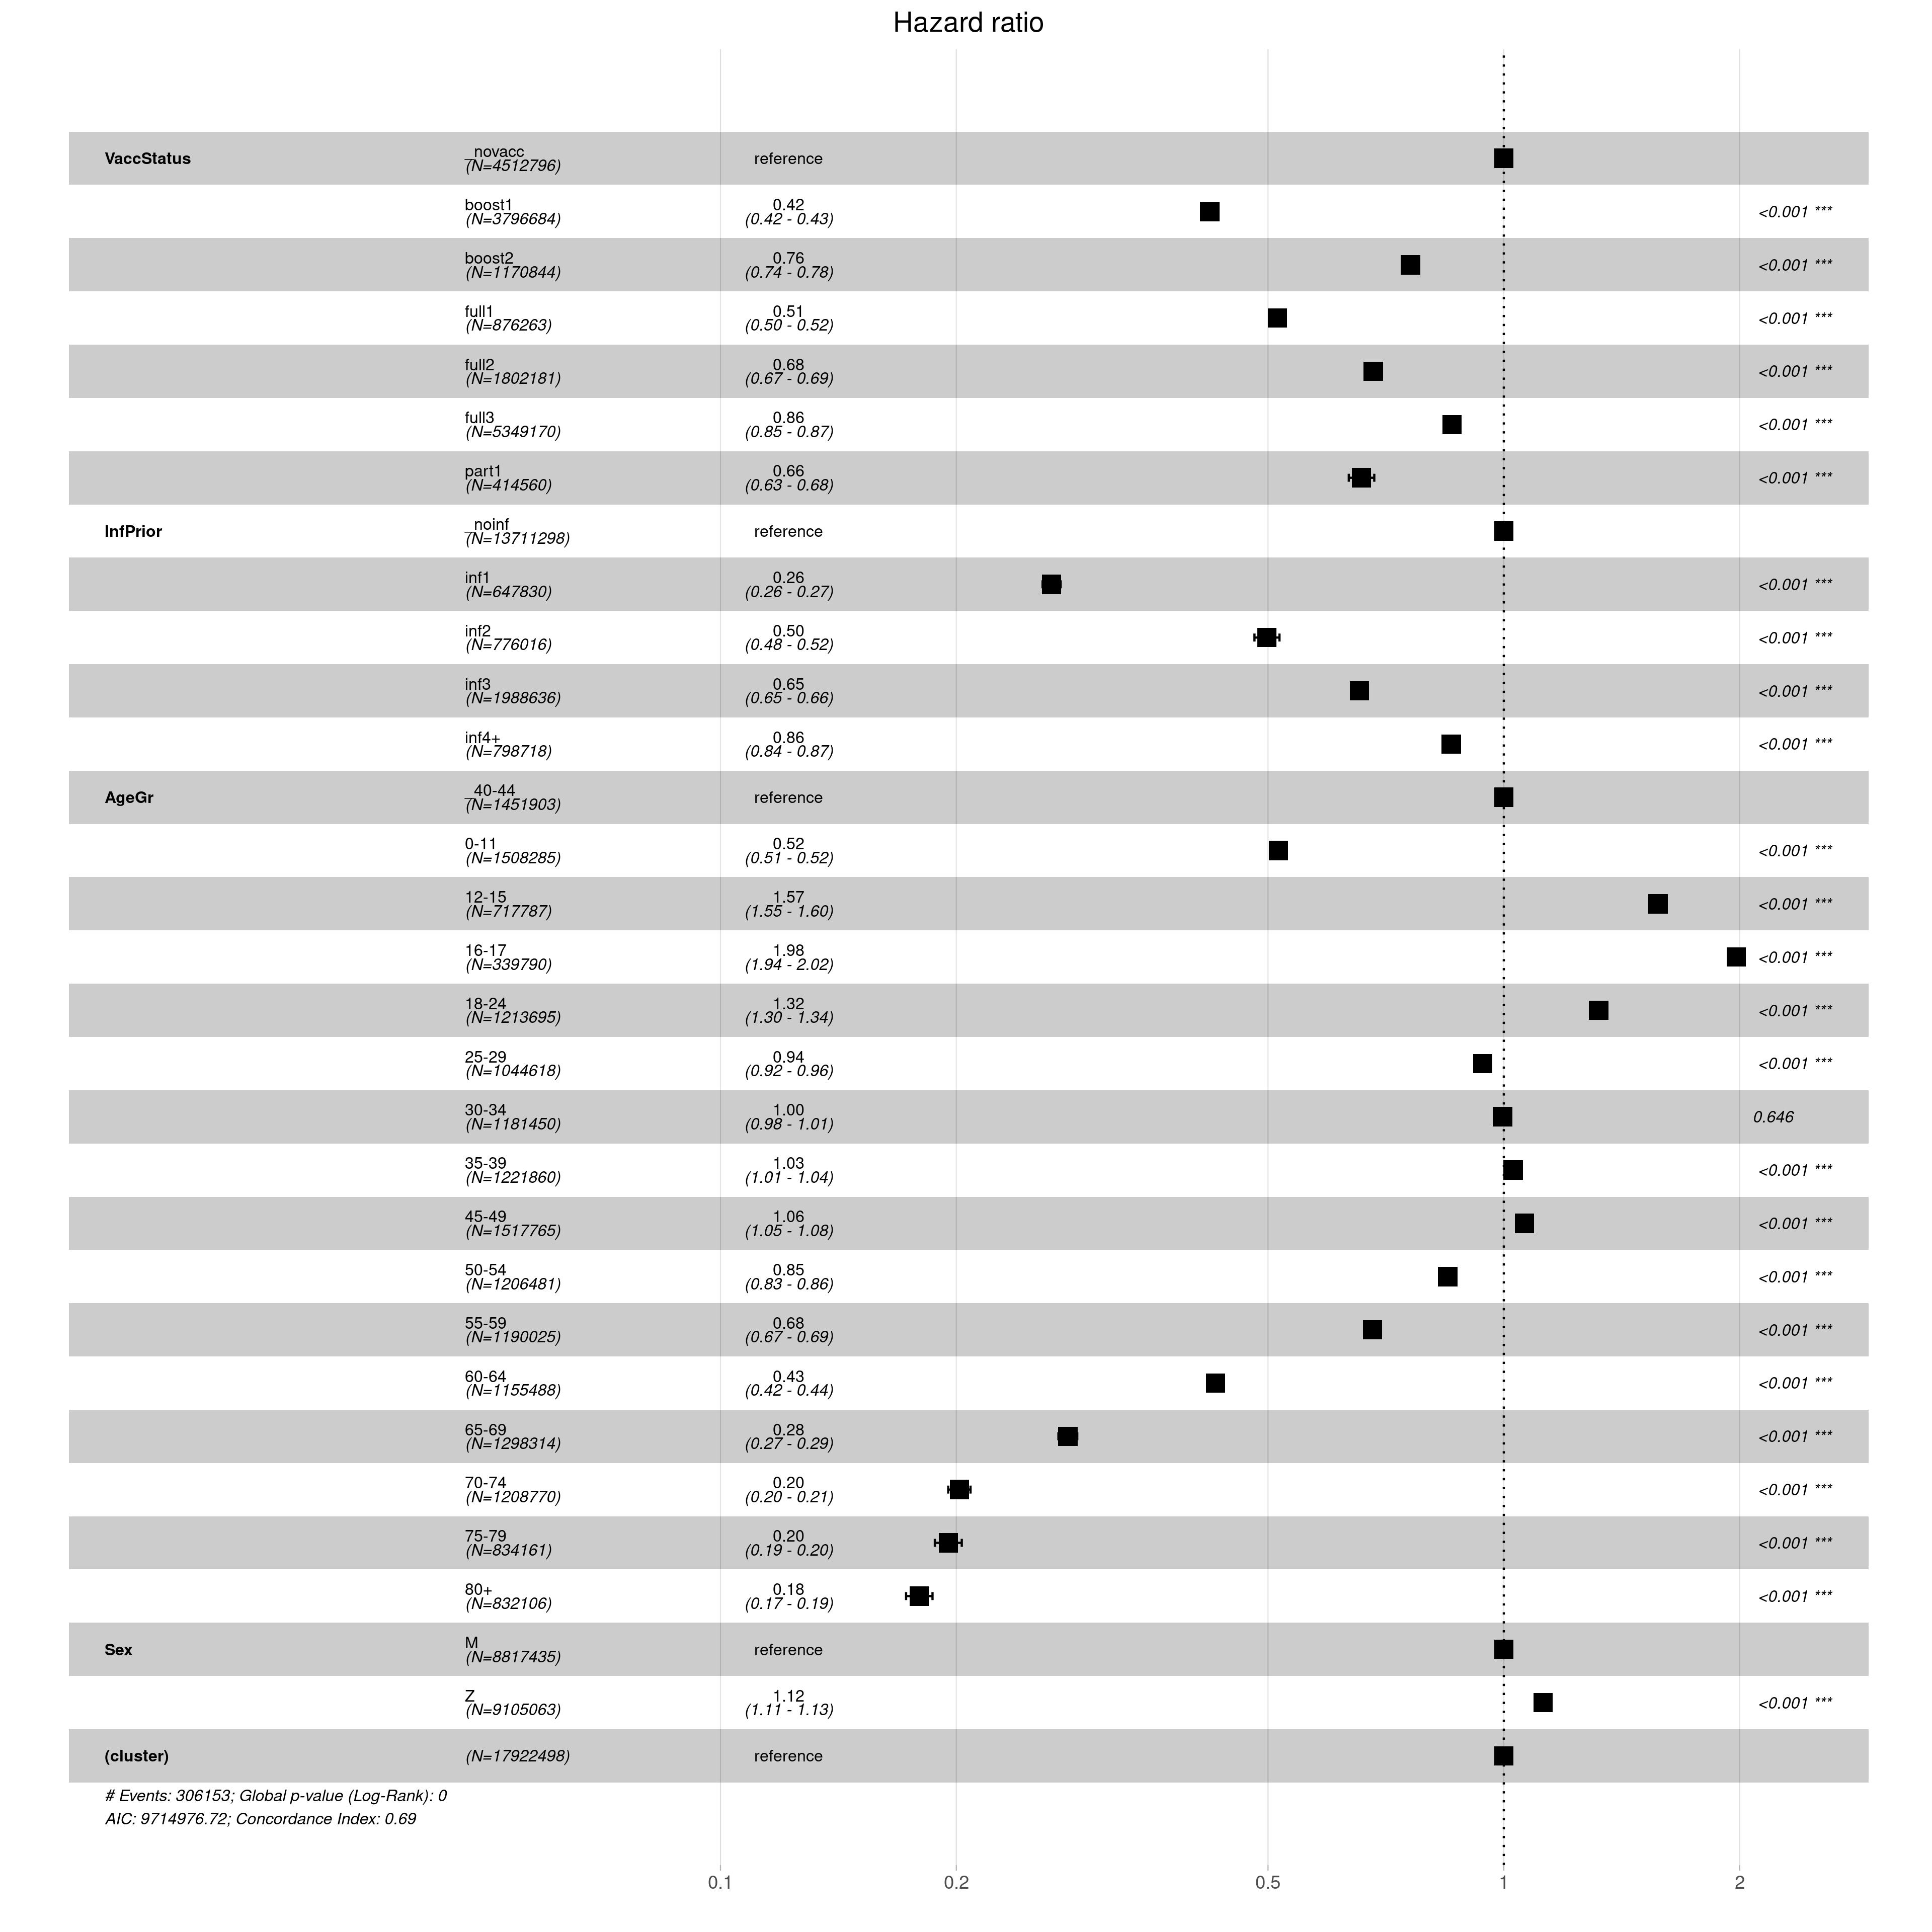 Hazard ratio
VaccStatus _novacc reference
(N=4512796)
boost1 0.42 <0.001 ***
(N=3796684) (0.42 - 0.43)
boost2 0.76 <0.001 ***
(N=1170844) (0.74 - 0.78)
full1 0.51 <0.001 ***
(N=876263) (0.50 - 0.52)
full2 0.68 <0.001 ***
(N=1802181) (0.67 - 0.69)
full3 0.86 <0.001 ***
(N=5349170) (0.85 - 0.87)
part1 0.66 <0.001 ***
(N=414560) (0.63 - 0.68)
InfPrior _noinf reference
(N=13711298)
inf1 0.26 <0.001 ***
(N=647830) (0.26 - 0.27)
inf2 0.50 <0.001 ***
(N=776016) (0.48 - 0.52)
inf3 0.65 <0.001 ***
(N=1988636) (0.65 - 0.66)
inf4+ 0.86 <0.001 ***
(N=798718) (0.84 - 0.87)
AgeGr _40-44 reference
(N=1451903)
0-11 0.52 <0.001 ***
(N=1508285) (0.51 - 0.52)
12-15 1.57 <0.001 ***
(N=717787) (1.55 - 1.60)
16-17 1.98 <0.001 ***
(N=339790) (1.94 - 2.02)
18-24 1.32 <0.001 ***
(N=1213695) (1.30 - 1.34)
25-29 0.94 <0.001 ***
(N=1044618) (0.92 - 0.96)
30-34 1.00 0.646
(N=1181450) (0.98 - 1.01)
35-39 1.03 <0.001 ***
(N=1221860) (1.01 - 1.04)
45-49 1.06 <0.001 ***
(N=1517765) (1.05 - 1.08)
50-54 0.85 <0.001 ***
(N=1206481) (0.83 - 0.86)
55-59 0.68 <0.001 ***
(N=1190025) (0.67 - 0.69)
60-64 0.43 <0.001 ***
(N=1155488) (0.42 - 0.44)
65-69 0.28 <0.001 ***
(N=1298314) (0.27 - 0.29)
70-74 0.20 <0.001 ***
(N=1208770) (0.20 - 0.21)
75-79 0.20 <0.001 ***
(N=834161) (0.19 - 0.20)
80+ 0.18 <0.001 ***
(N=832106) (0.17 - 0.19)
Sex M reference
(N=8817435)
Z 1.12 <0.001 ***
(N=9105063) (1.11 - 1.13)
(cluster) (N=17922498) reference
# Events: 306153; Global p-value (Log-Rank): 0
AIC: 9714976.72; Concordance Index: 0.69
0.1 0.2 0.5 1 2